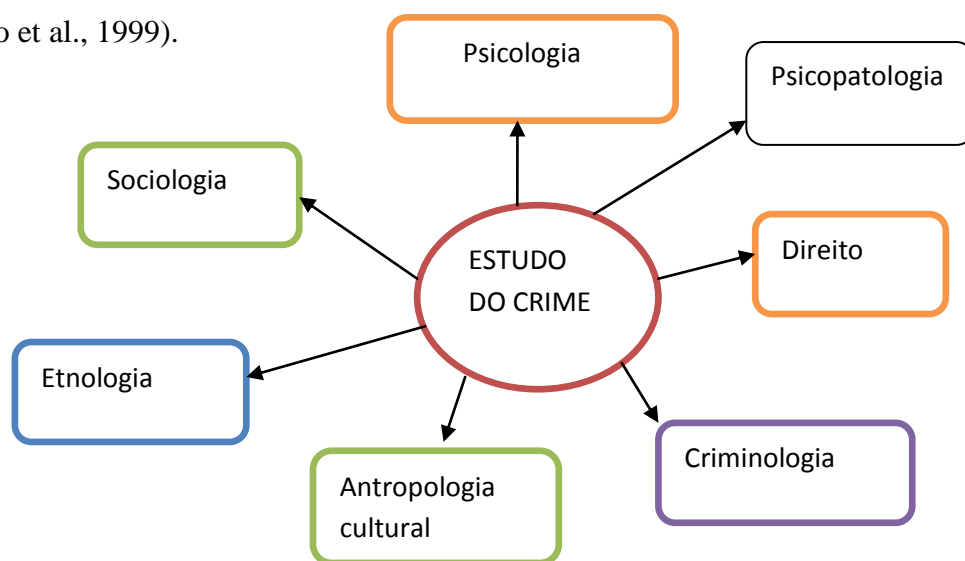 o et al., 1999).
Psicologia
Psicopatologia
Sociologia
Direito
ESTUDO
DO CRIME
Etnologia
Criminologia
Antropologia
cultural